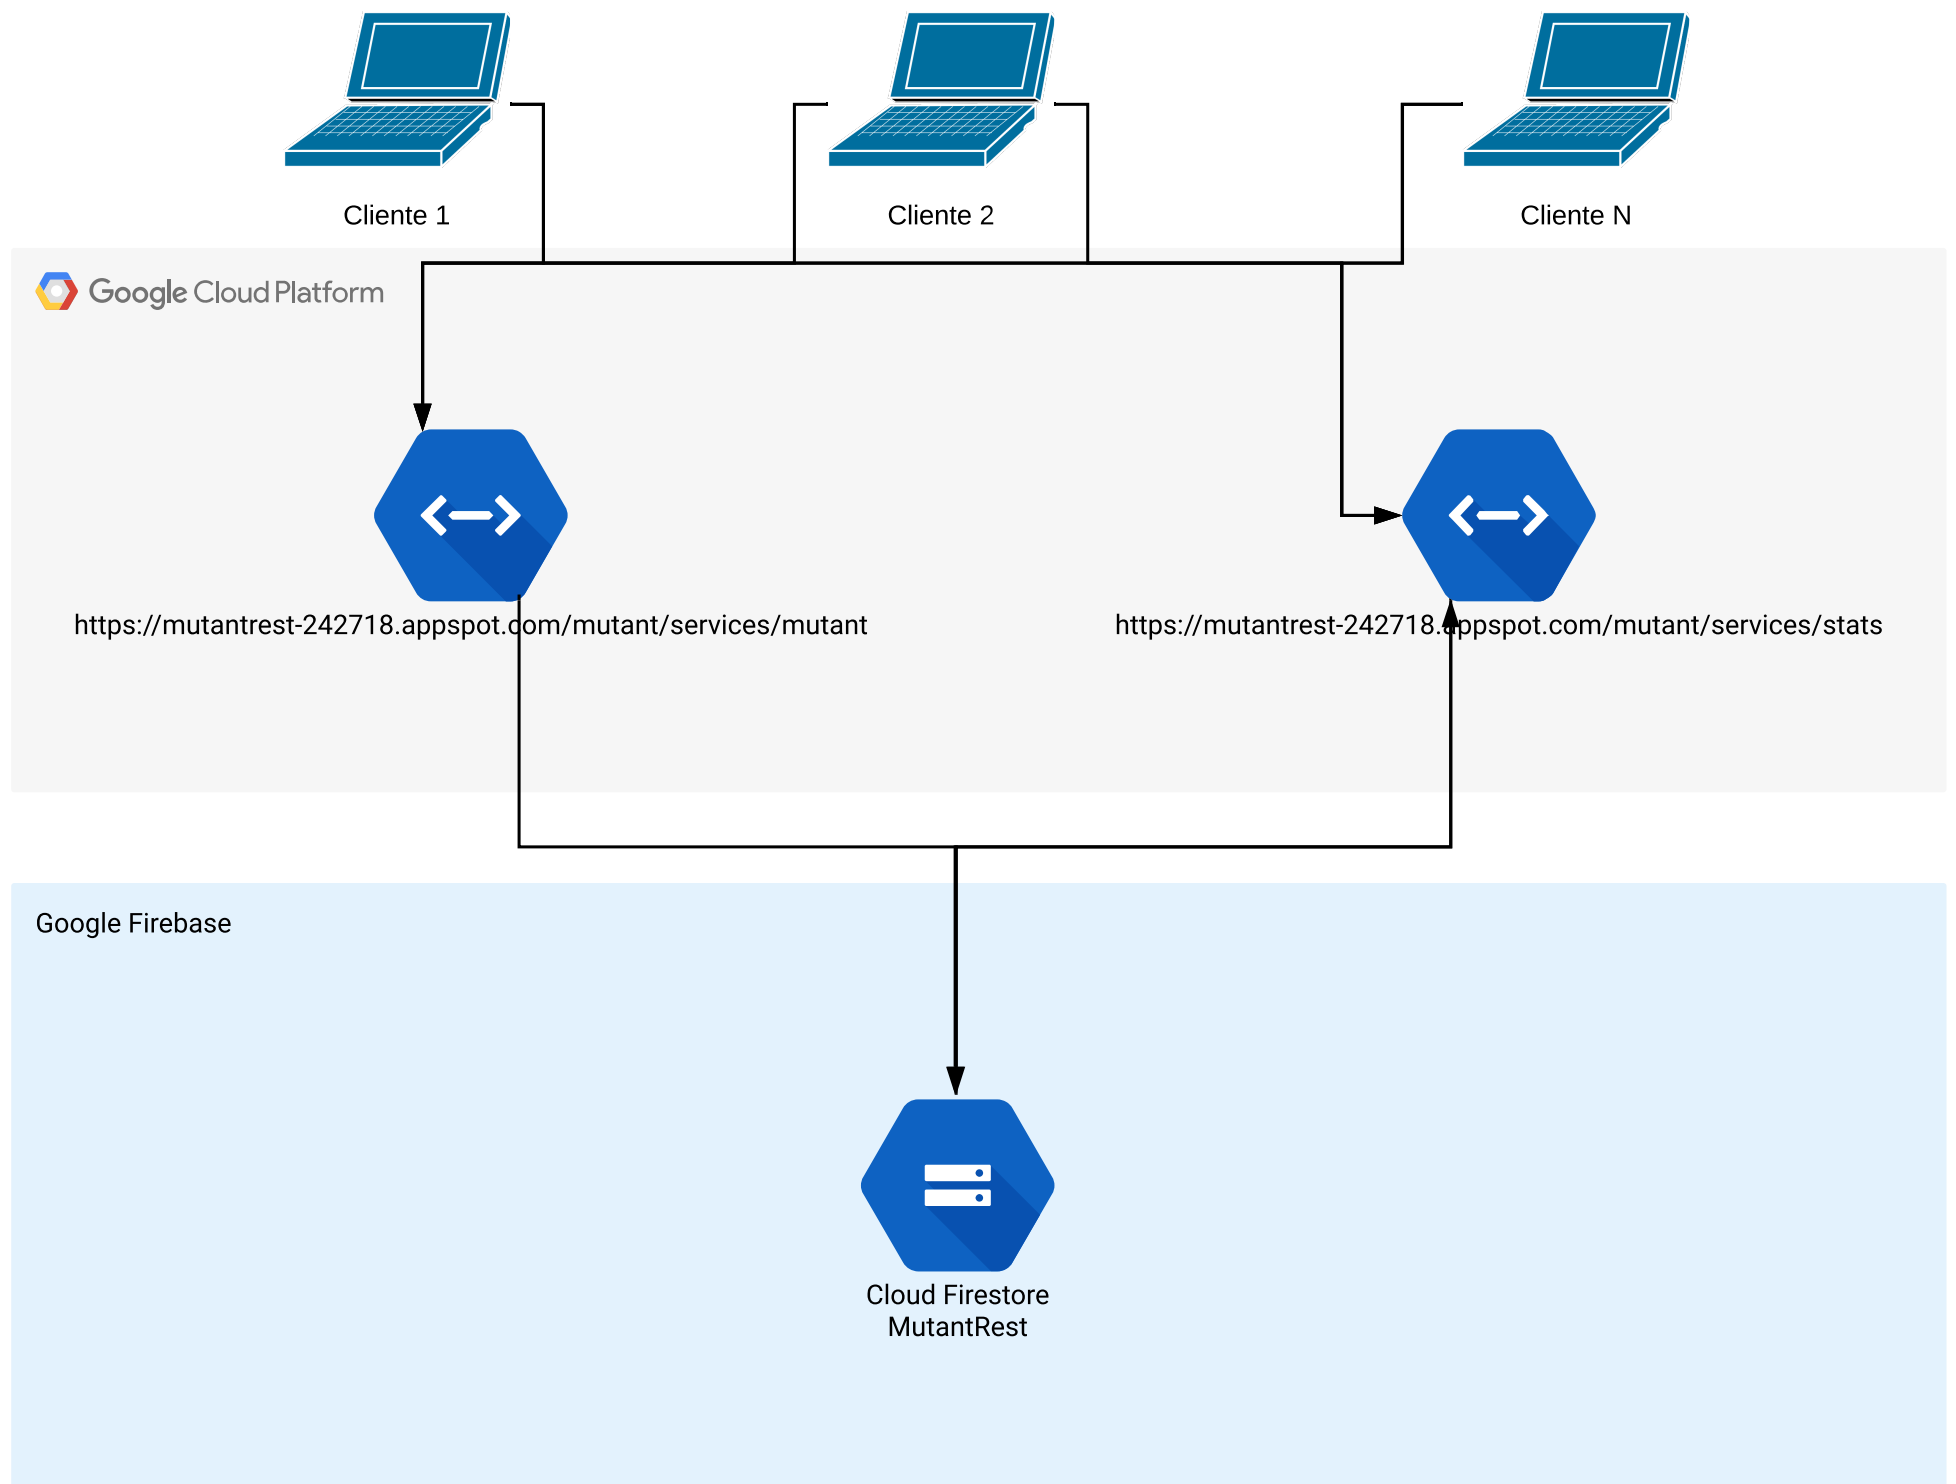 Cliente 1
Cliente 2
Cliente N
Google Cloud Platform
https://mutantrest-242718.appspot.com/mutant/services/mutant
https://mutantrest-242718.appspot.com/mutant/services/stats
Google Firebase
Cloud Firestore
MutantRest